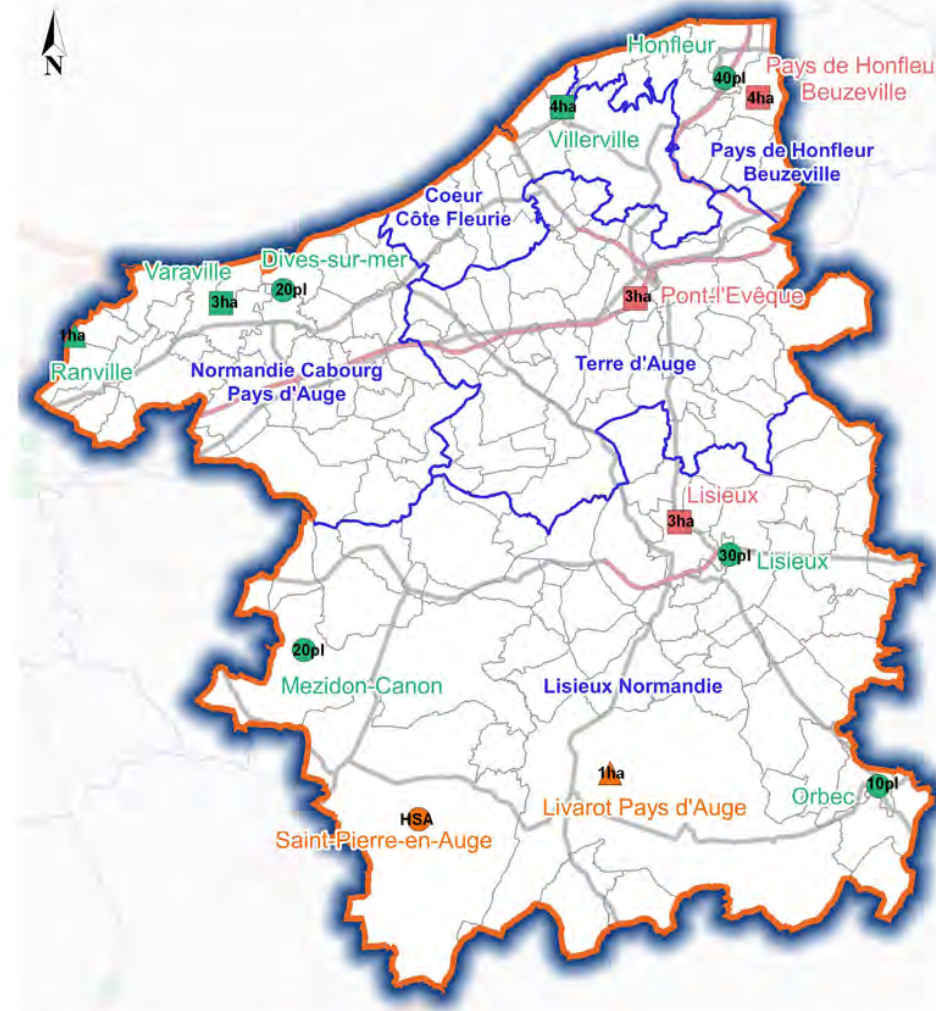 N
Honfleur
40pl
Pays de Honfleu
Beuzeville
4ha
4ha
Villerville
Pays de Honfleur
Beuzeville
Coeur
Côte Fleurie
Dives-sur-mer
Varaville
20pl
3ha
3ha
Pont-l'Evêque
1ha
Ranville
Normandie Cabourg
Pays d'Auge
Terre d'Auge
Lisieux
3ha
30pl
Lisieux
20pl
Mezidon-Canon
Lisieux Normandie
1ha
Livarot Pays d'Auge
Orbec
10pl
HSA
Saint-Pierre-en-Auge